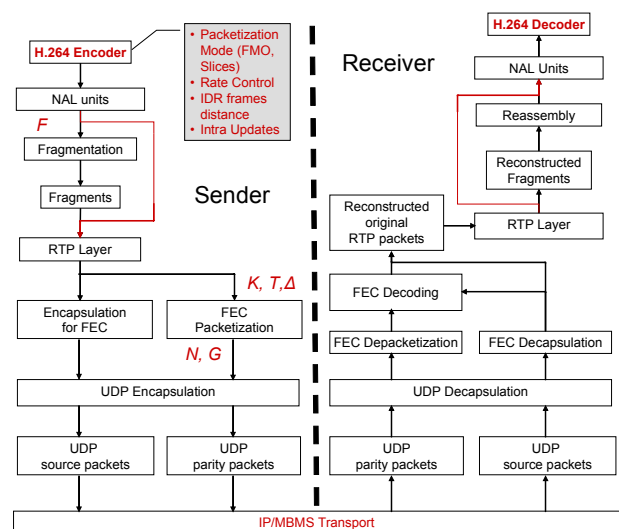 H.264 Encoder
• Packetization
Mode (FMO,
Slices)
• Rate Control
• IDR frames
distance
• Intra Updates
NAL units
F
Fragmentation
Fragments
Sender
RTP Layer
K, T,Δ
Encapsulation
for FEC
FEC
Packetization
N, G
UDP Encapsulation
UDP
source packets
UDP
parity packets
H.264 Decoder
Receiver
NAL Units
Reassembly
Reconstructed
Fragments
Reconstructed
original
RTP packets
RTP Layer
FEC Decoding
FEC Depacketization
FEC Decapsulation
UDP Decapsulation
UDP
parity packets
UDP
source packets
IP/MBMS Transport